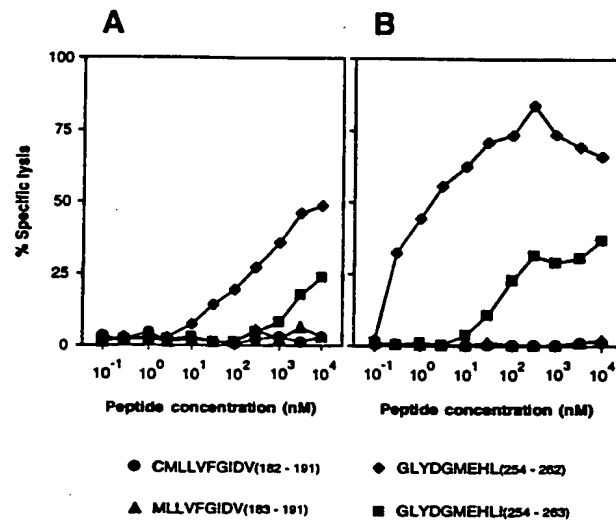 A
B
100
75
50
25
0
% Specific lysis
10-1 100 101 102 103 104
10-1 100 101 102 103 104
Peptide concentration (nM)
Peptide concentration (nM)
CMLLVFGIDV(182 - 191)
GLYDGMEHL(254 - 262)
MLLVFGIDV(183 - 191)
GLYDGMEHLI(254 - 263)